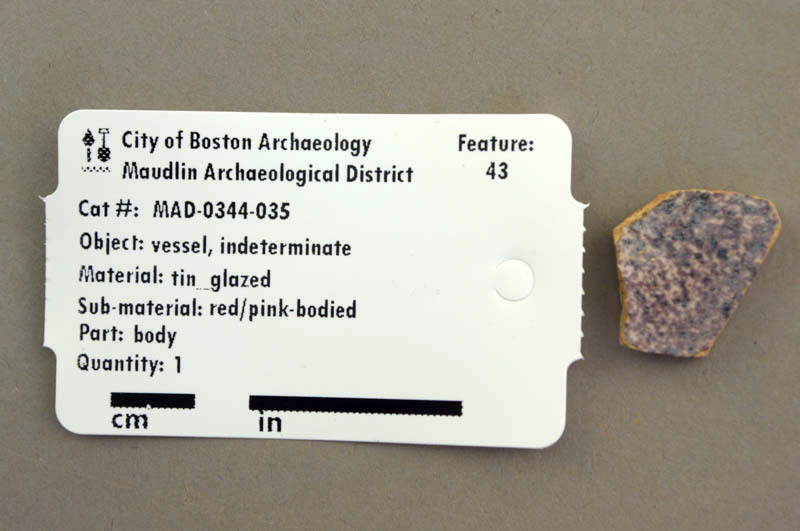 City of Boston Archaeology
Maudlin Archaeological District
Feature:
43
Cat #: MAD-0344-035
Object: vessel, indeterminate
Material: tin_glazed
Sub-material: red/pink-bodied
Part: body
Quantity: 1
cm in